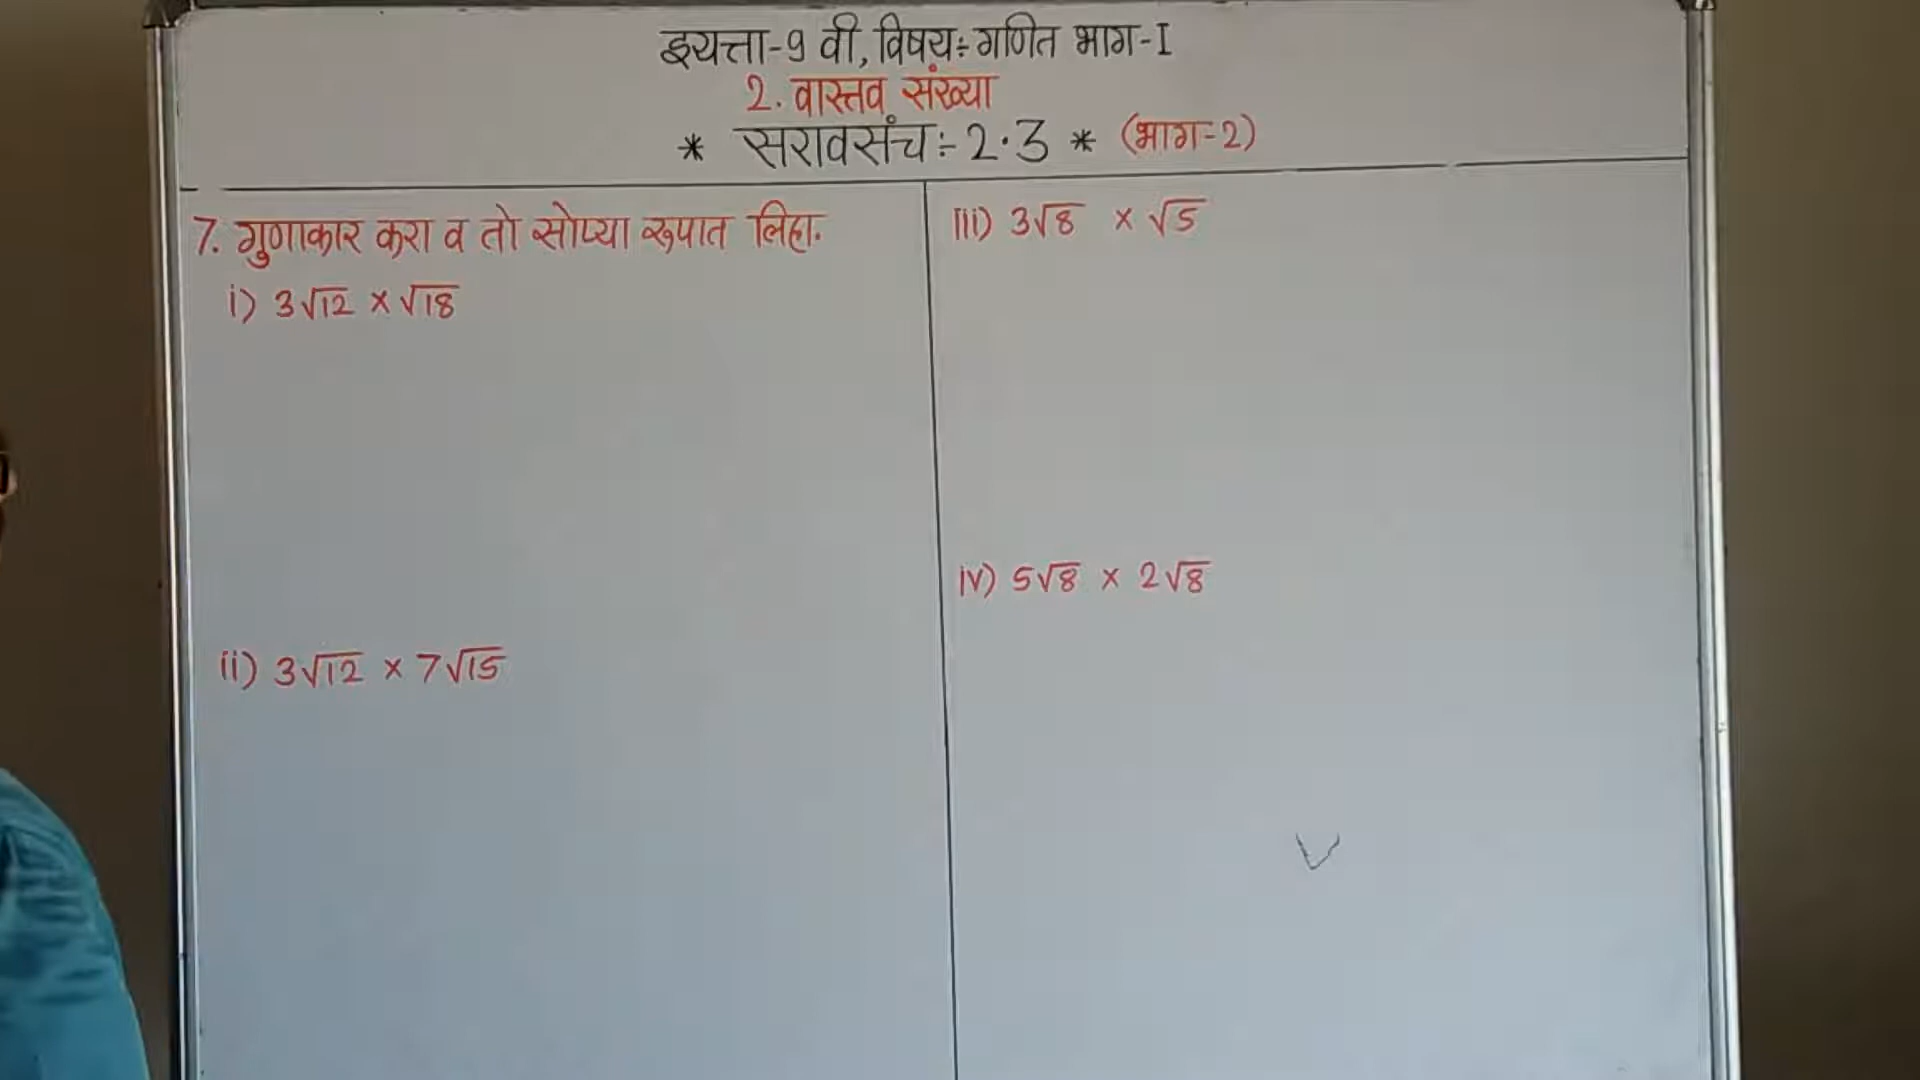 इयत्ता-9 वी, विषय:- गणित भाग-I
2. वास्तव संख्या
* सरावसंच:- 2.3 * (भाग-2)
7. गुणाकार करा व तो सोप्या रूपात लिहा.
i) 3√12 × √18
ii) 3√12 × 7√15
iii) 3√8 × √5
iv) 5√8 × 2√8